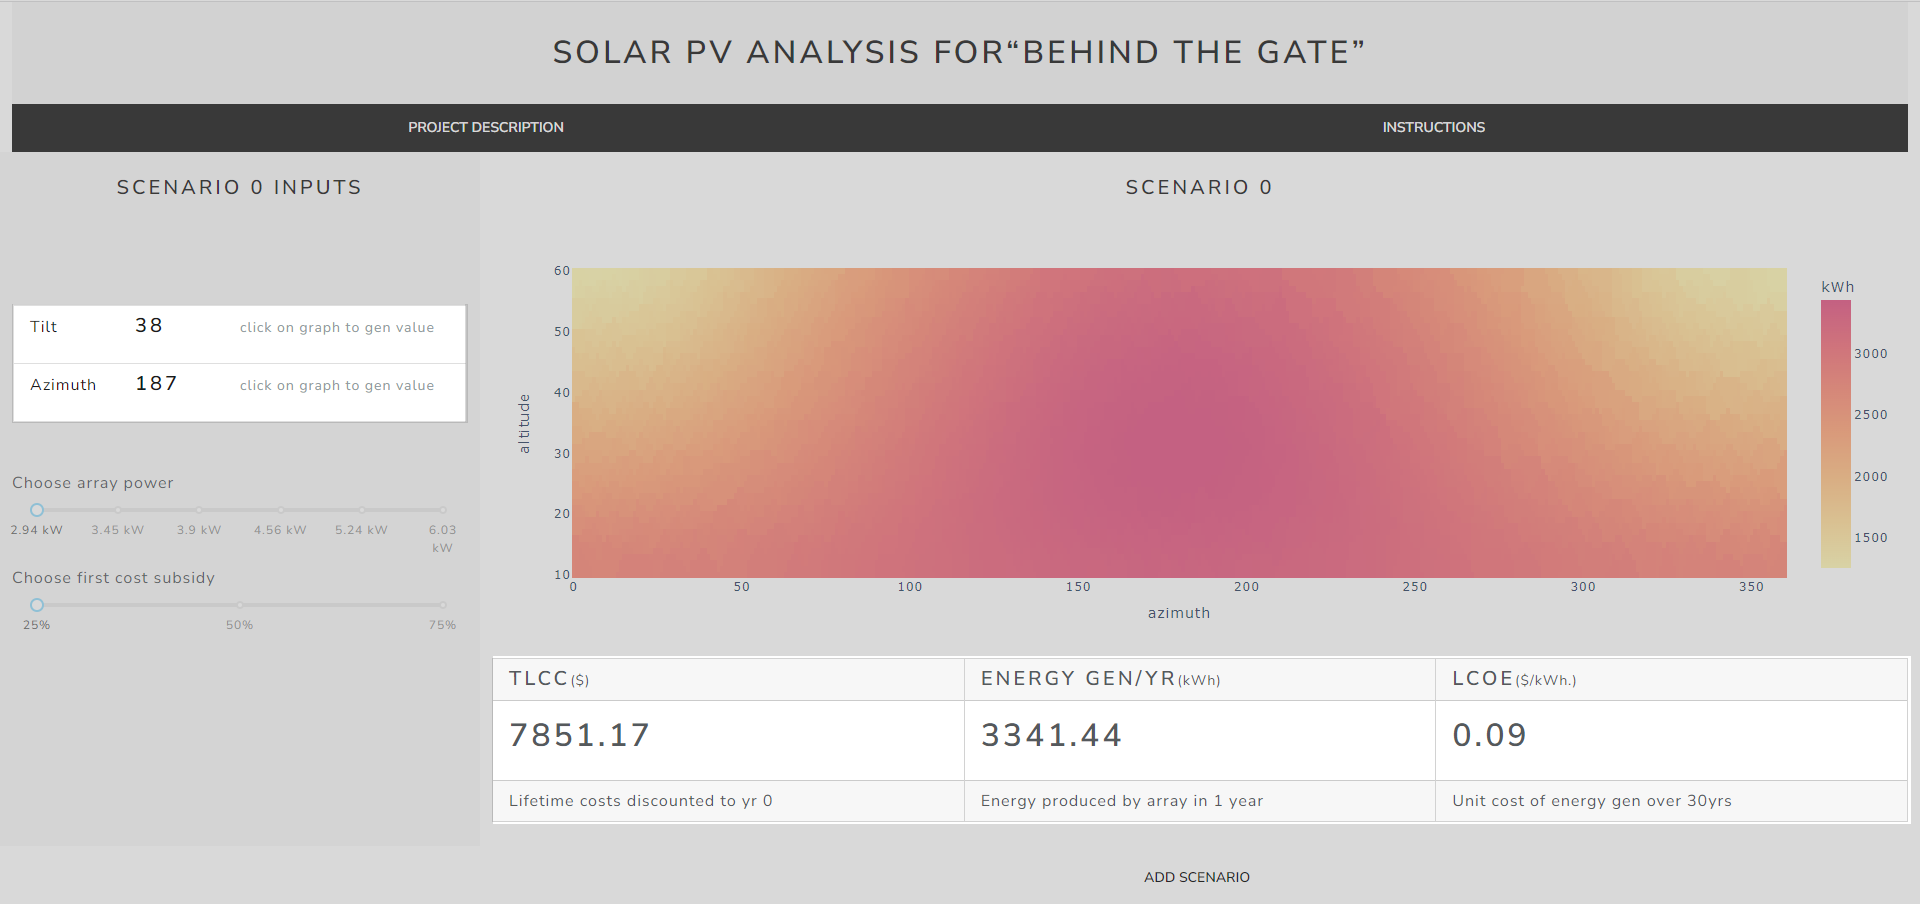 SOLAR PV ANALYSIS FOR“BEHIND THE GATE”
PROJECT DESCRIPTION
INSTRUCTIONS
SCENARIO 0 INPUTS
Tilt 38 click on graph to gen value
Azimuth 187 click on graph to gen value
Choose array power
2.94 kW 3.45 kW 3.9 kW 4.56 kW 5.24 kW 6.03
kW
Choose first cost subsidy
25% 50% 75%
SCENARIO 0
60
50
40
30
20
10
altitude
0 50 100 150 200 250 300 350
azimuth
kWh
3000
2500
2000
1500
TLCC($) ENERGY GEN/YR(kWh) LCOE($/kWh.)
7851.17 3341.44 0.09
Lifetime costs discounted to yr 0 Energy produced by array in 1 year Unit cost of energy gen over 30yrs
ADD SCENARIO